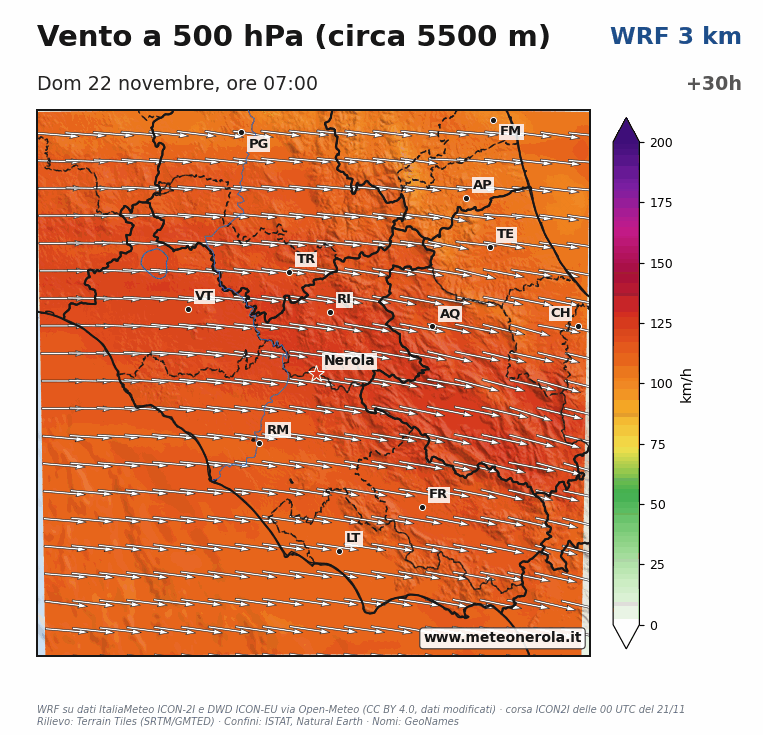 Vento a 500 hPa (circa 5500 m)
WRF 3 km
Dom 22 novembre, ore 07:00
+30h
FM
PG
AP
TE
TR
VT
RI
AQ
CH
Nerola
RM
FR
LT
www.meteonerola.it
200
175
150
125
100
75
50
25
0
km/h
WRF su dati ItaliaMeteo ICON-2I e DWD ICON-EU via Open-Meteo (CC BY 4.0, dati modificati) · corsa ICON2I delle 00 UTC del 21/11
Rilievo: Terrain Tiles (SRTM/GMTED) · Confini: ISTAT, Natural Earth · Nomi: GeoNames